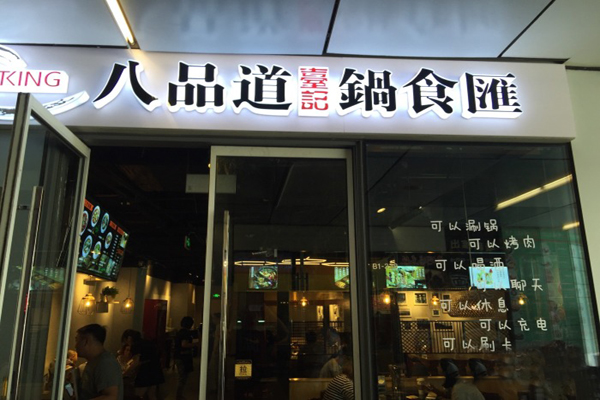 KING
八品道喜臺記鍋食匯
可以涮锅
可以烤肉
可以喝酒
聊天
可以休息
可以充电
可以刷卡